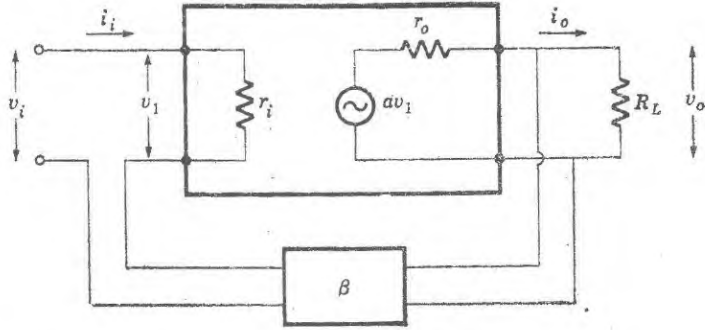 i_i
i_o
r_o
v_i
v_1
r_i
av_1
R_L
v_o
β